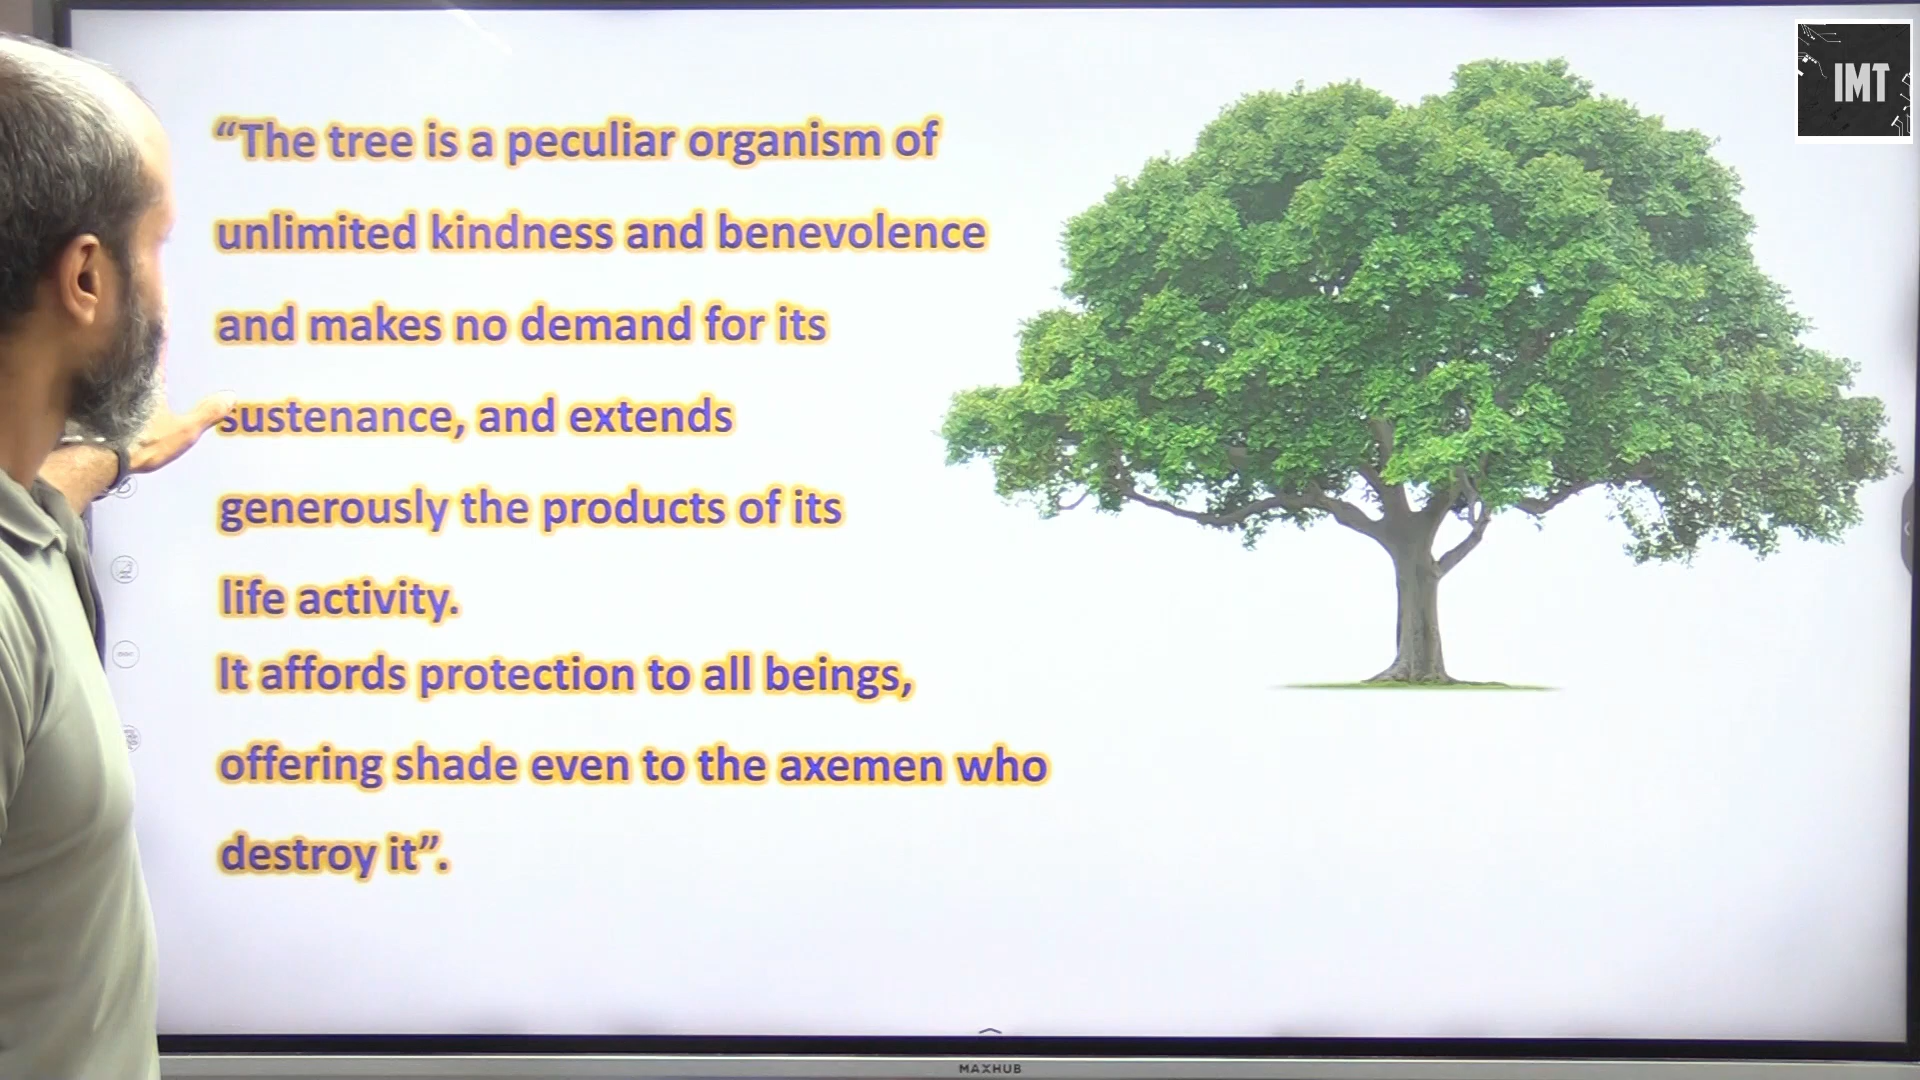 “The tree is a peculiar organism of
unlimited kindness and benevolence
and makes no demand for its
sustenance, and extends
generously the products of its
life activity.
It affords protection to all beings,
offering shade even to the axemen who
destroy it”.
IMT
MAXHUB